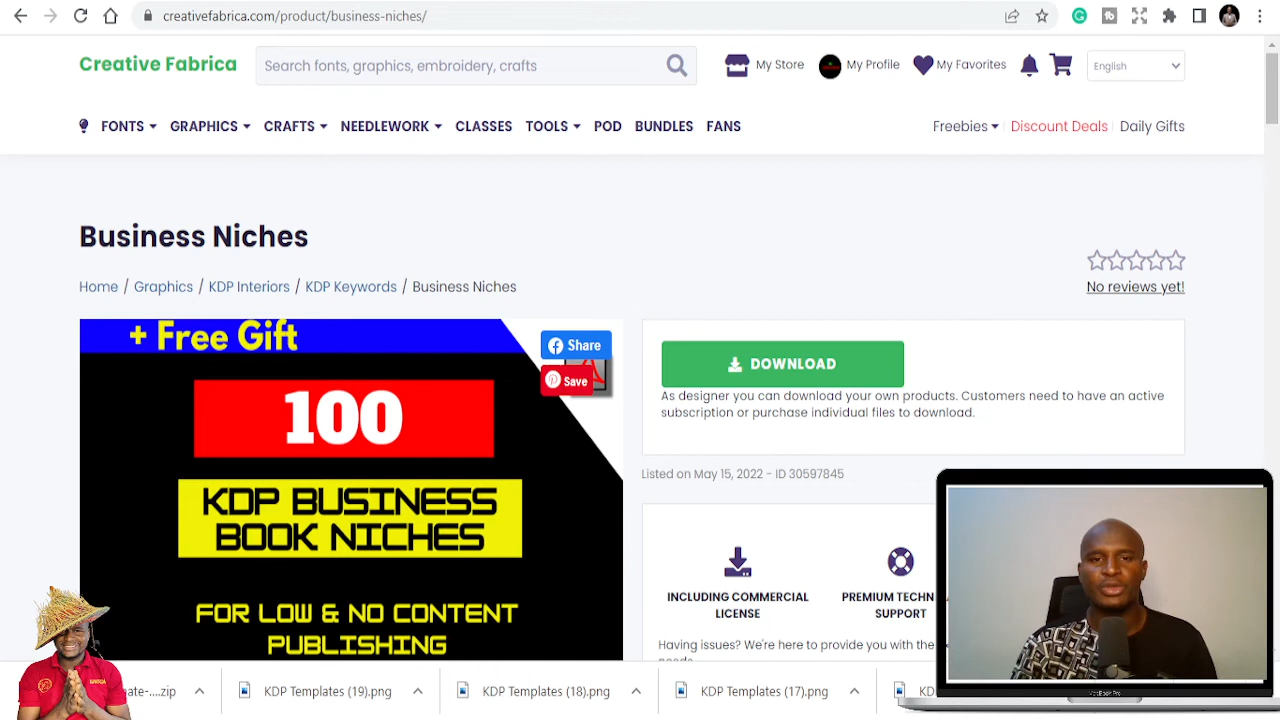 creativefabrica.com/product/business-niches/
Creative Fabrica
Search fonts, graphics, embroidery, crafts
My Store
My Profile
My Favorites
English
FONTS
GRAPHICS
CRAFTS
NEEDLEWORK
CLASSES
TOOLS
POD
BUNDLES
FANS
Freebies
Discount Deals
Daily Gifts
Business Niches
No reviews yet!
Home / Graphics / KDP Interiors / KDP Keywords / Business Niches
+ Free Gift
Share
Save
100
KDP BUSINESS
BOOK NICHES
FOR LOW & NO CONTENT
PUBLISHING
DOWNLOAD
As designer you can download your own products. Customers need to have an active
subscription or purchase individual files to download.
Listed on May 15, 2022 - ID 30597845
INCLUDING COMMERCIAL
LICENSE
PREMIUM TECHN
SUPPORT
Having issues? We're here to provide you with the
ate-....zip
KDP Templates (19).png
KDP Templates (18).png
KDP Templates (17).png
KD
MacBook Pro